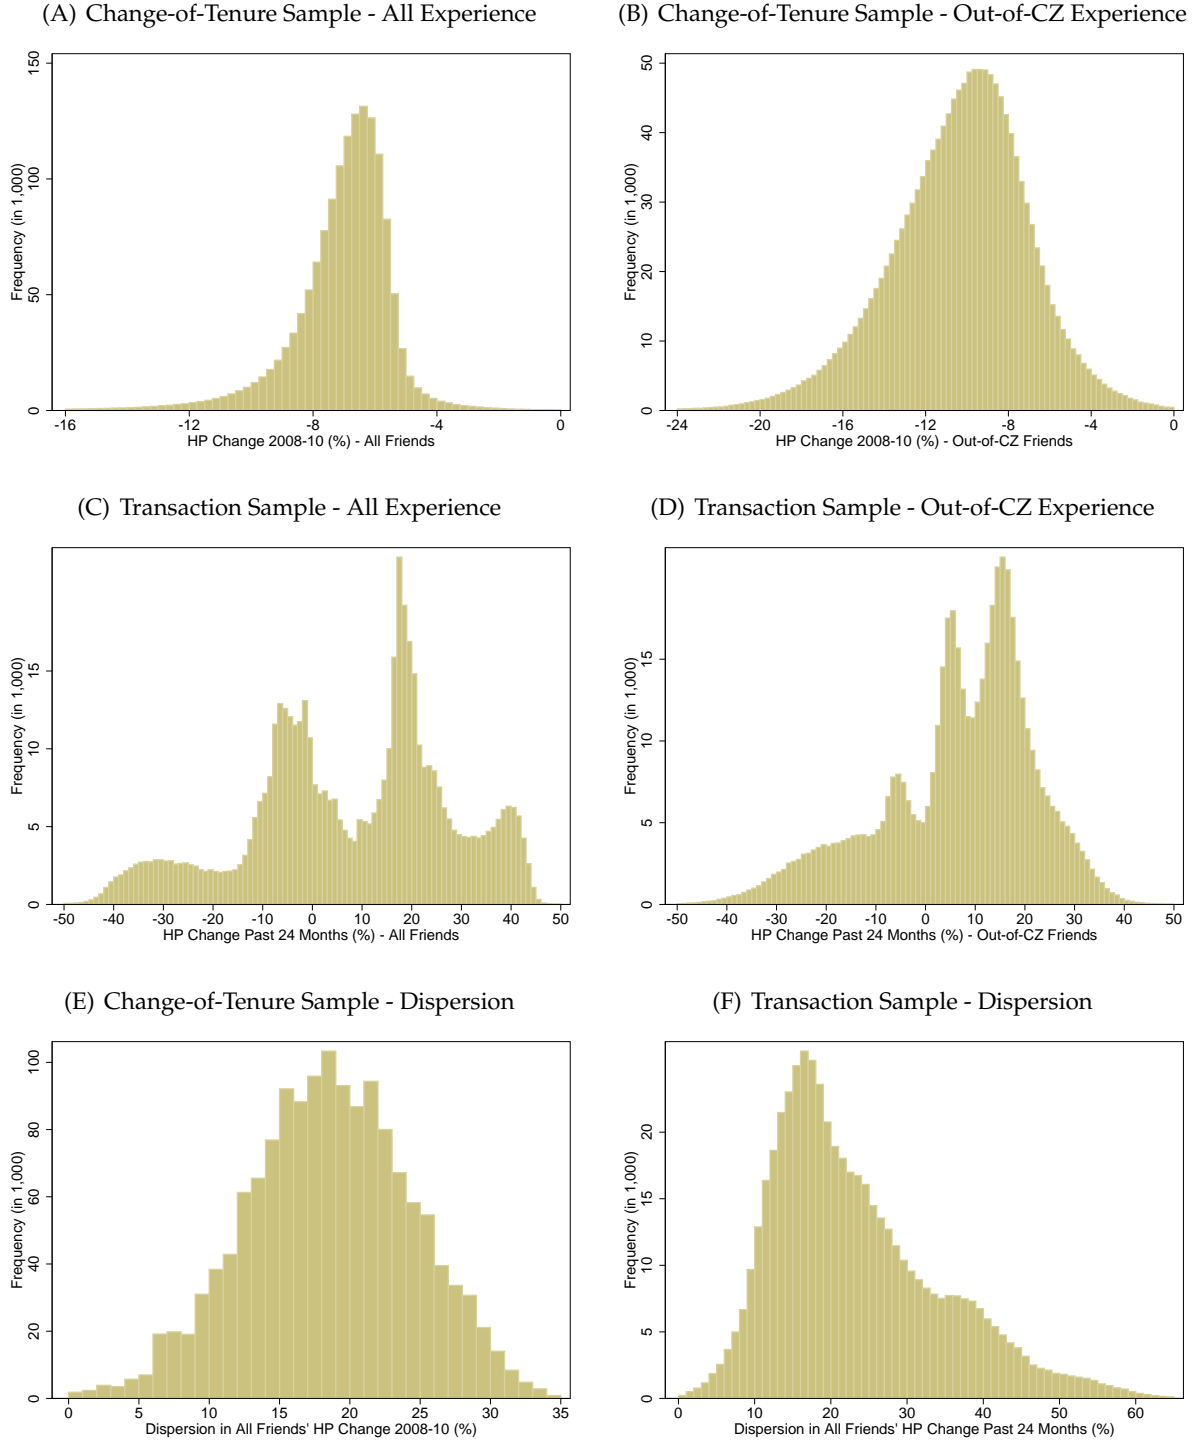 (A) Change-of-Tenure Sample - All Experience
(B) Change-of-Tenure Sample - Out-of-CZ Experience
Frequency (in 1,000)
150
100
50
0
-16 -12 -8 -4 0
HP Change 2008-10 (%) - All Friends
Frequency (in 1,000)
50
40
30
20
10
0
-24 -20 -16 -12 -8 -4 0
HP Change 2008-10 (%) - Out-of-CZ Friends
(C) Transaction Sample - All Experience
(D) Transaction Sample - Out-of-CZ Experience
Frequency (in 1,000)
15
10
5
0
-50 -40 -30 -20 -10 0 10 20 30 40 50
HP Change Past 24 Months (%) - All Friends
Frequency (in 1,000)
15
10
5
0
-50 -40 -30 -20 -10 0 10 20 30 40 50
HP Change Past 24 Months (%) - Out-of-CZ Friends
(E) Change-of-Tenure Sample - Dispersion
(F) Transaction Sample - Dispersion
Frequency (in 1,000)
100
80
60
40
20
0
0 5 10 15 20 25 30 35
Dispersion in All Friends' HP Change 2008-10 (%)
Frequency (in 1,000)
20
15
10
5
0
0 10 20 30 40 50 60
Dispersion in All Friends' HP Change Past 24 Months (%)